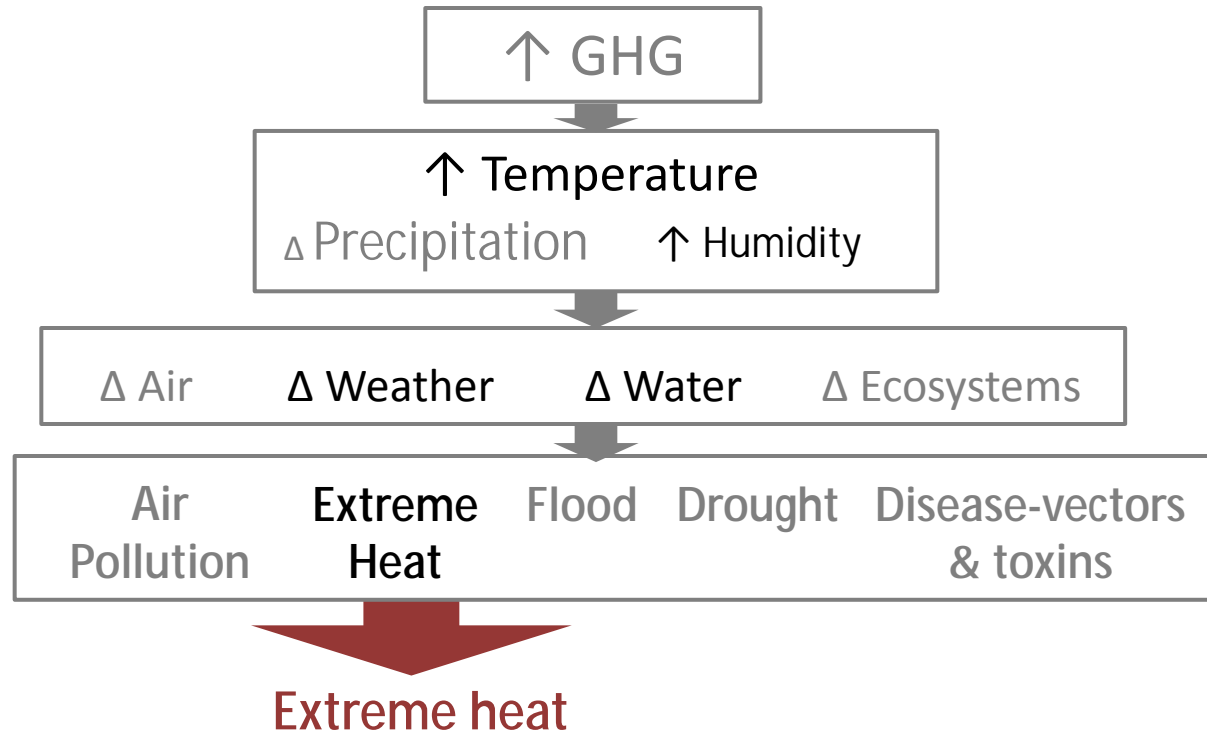 ↑ GHG
↑ Temperature
Δ Precipitation ↑ Humidity
Δ Air Δ Weather Δ Water Δ Ecosystems
Air Extreme Flood Drought Disease-vectors
Pollution Heat & toxins
Extreme heat